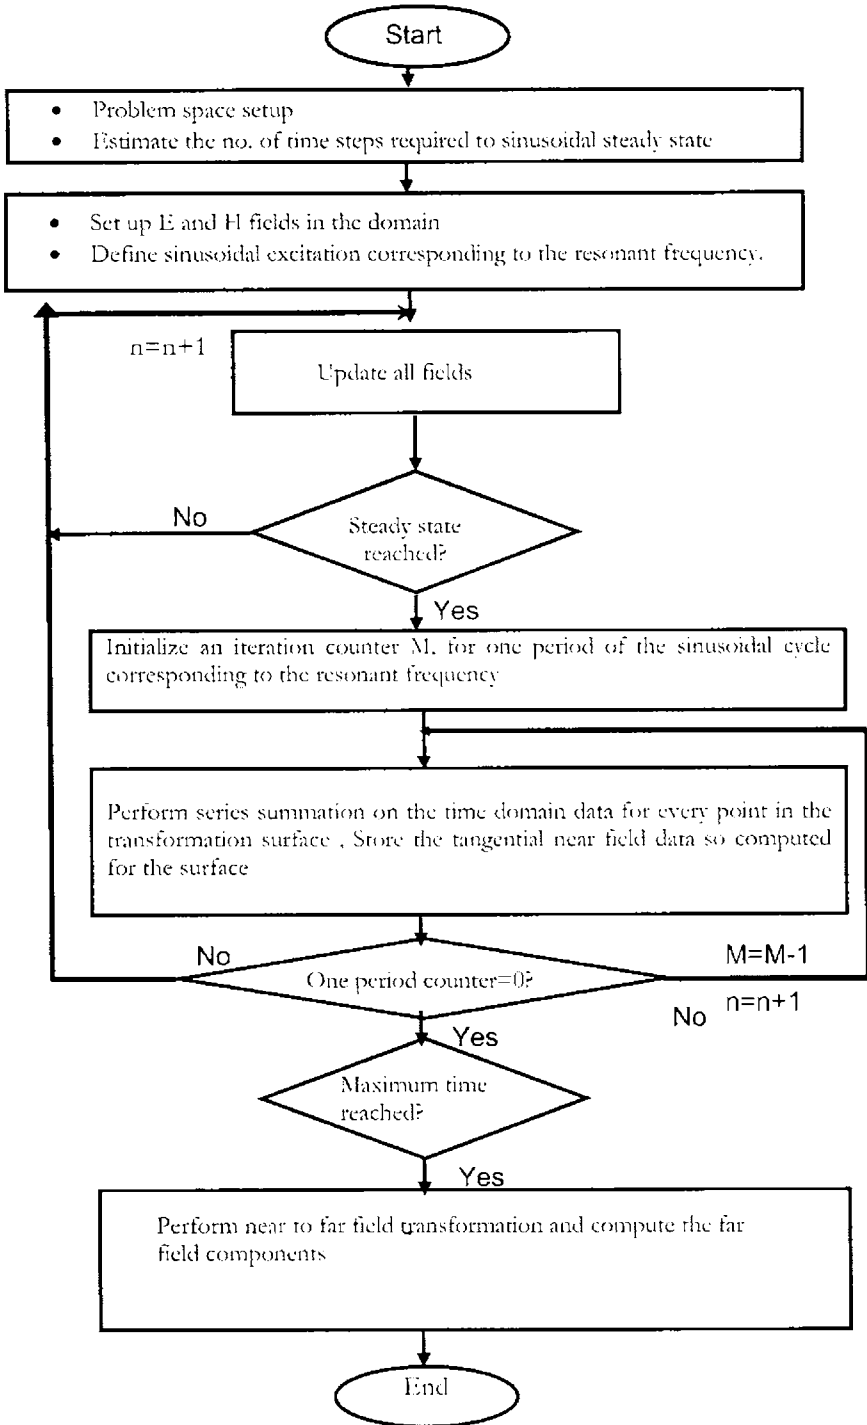 Start
• Problem space setup
• Estimate the no. of time steps required to sinusoidal steady state
• Set up E and H fields in the domain
• Define sinusoidal excitation corresponding to the resonant frequency.
n=n+1
Update all fields
No
Steady state
reached?
Yes
Initialize an iteration counter M, for one period of the sinusoidal cycle
corresponding to the resonant frequency
Perform series summation on the time domain data for every point in the
transformation surface , Store the tangential near field data so computed
for the surface
No
One period counter=0?
M=M-1
No n=n+1
Yes
Maximum time
reached?
Yes
Perform near to far field transformation and compute the far
field components
End